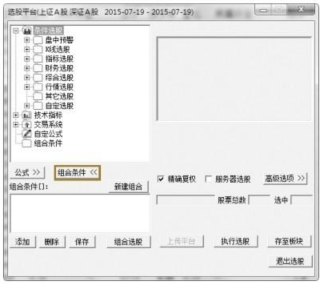 选股平台(上证A股 深证A股 2015-07-19 - 2015-07-19)
条件选股
盘中预警
K线选股
指标选股
财务选股
综合选股
行情选股
其它选股
自定选股
技术指标
交易系统
自定公式
组合条件
公式 >> 组合条件 <<
精确复权 服务器选股 高级选项 >>
组合条件[]: 新建组合
股票总数 选中
添加 删除 保存 组合选股 上传平台 执行选股 存至板块
退出选股